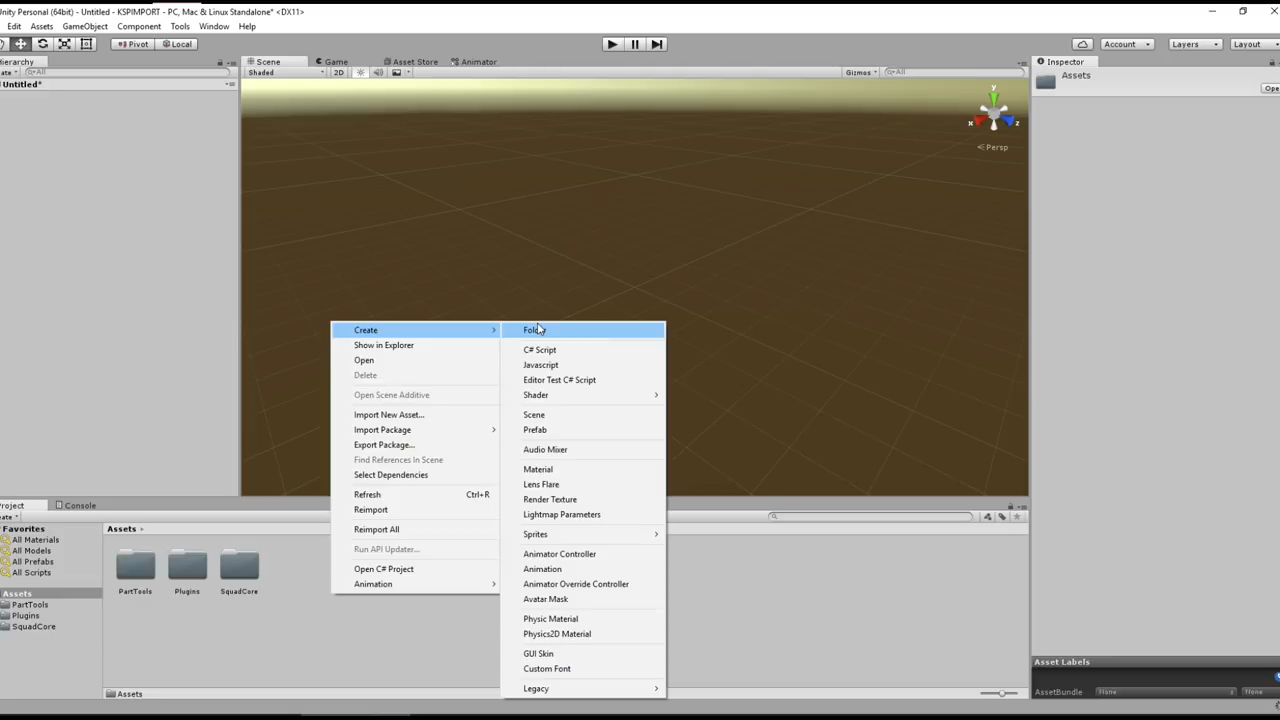 Unity Personal (64bit) - Untitled - KSPIMPORT - PC, Mac & Linux Standalone* <DX11>
Edit Assets GameObject Component Tools Window Help
Pivot Local Account Layers Layout
Hierarchy Scene Game Asset Store Animator Inspector
All Shaded 2D Gizmos All Assets
Untitled*
y
x z
Persp
Create
Show in Explorer
Open
Delete
Open Scene Additive
Import New Asset...
Import Package
Export Package...
Find References In Scene
Select Dependencies
Refresh Ctrl+R
Reimport
Reimport All
Run API Updater...
Open C# Project
Animation
C# Script
Javascript
Editor Test C# Script
Shader
Scene
Prefab
Audio Mixer
Material
Lens Flare
Render Texture
Lightmap Parameters
Sprites
Animator Controller
Animation
Animator Override Controller
Avatar Mask
Physic Material
Physics2D Material
GUI Skin
Custom Font
Legacy
Project Console
Favorites
All Materials
All Models
All Prefabs
All Scripts
Assets
PartTools
Plugins
SquadCore
Assets
PartTools Plugins SquadCore
Assets
Asset Labels
AssetBundle None None